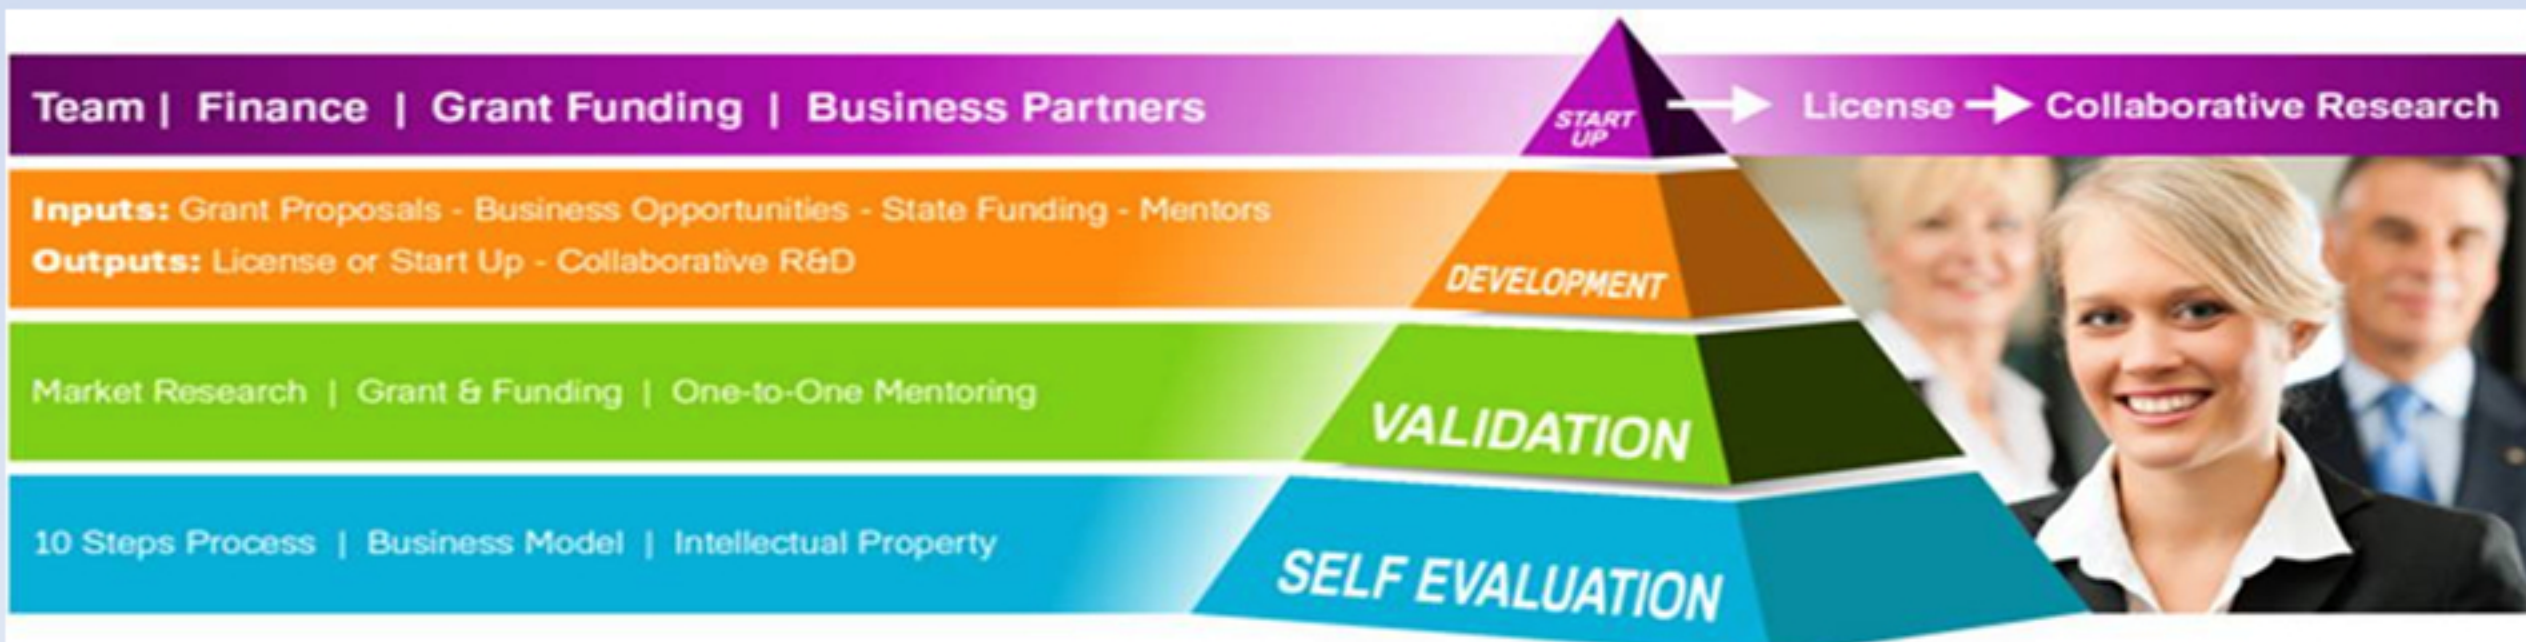 Team | Finance | Grant Funding | Business Partners
START
UP
License
Collaborative Research
Inputs: Grant Proposals - Business Opportunities - State Funding - Mentors
Outputs: License or Start Up - Collaborative R&D
DEVELOPMENT
Market Research | Grant & Funding | One-to-One Mentoring
VALIDATION
10 Steps Process | Business Model | Intellectual Property
SELF EVALUATION